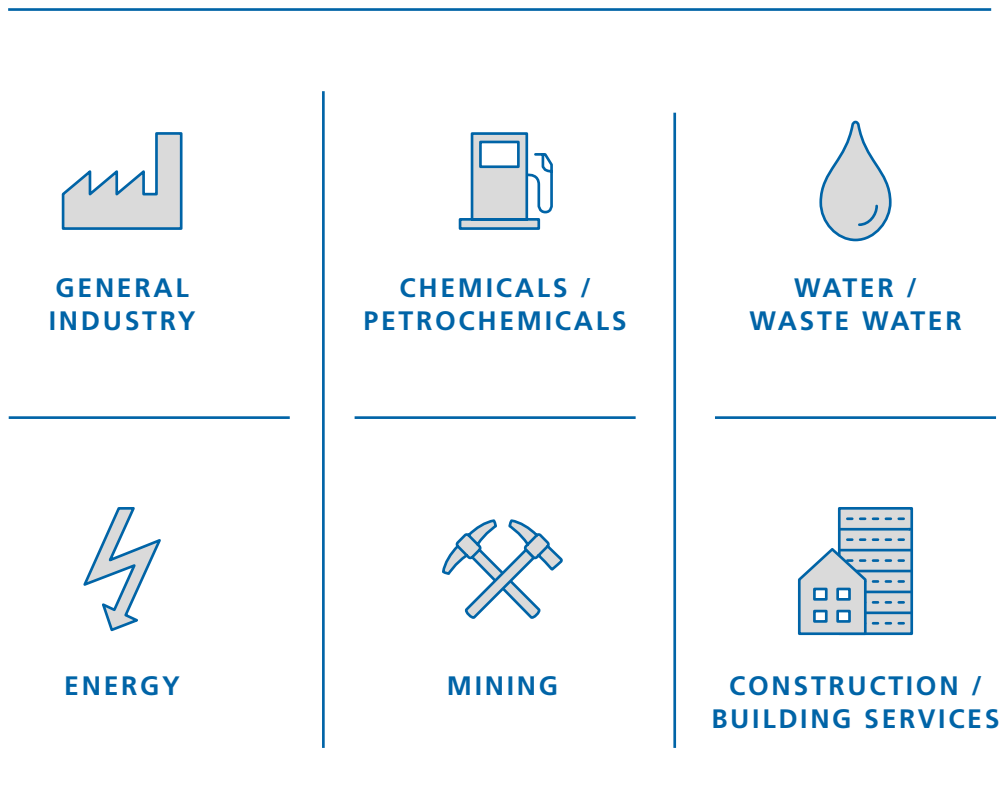 GENERAL
INDUSTRY
CHEMICALS /
PETROCHEMICALS
WATER /
WASTE WATER
ENERGY
MINING
CONSTRUCTION /
BUILDING SERVICES